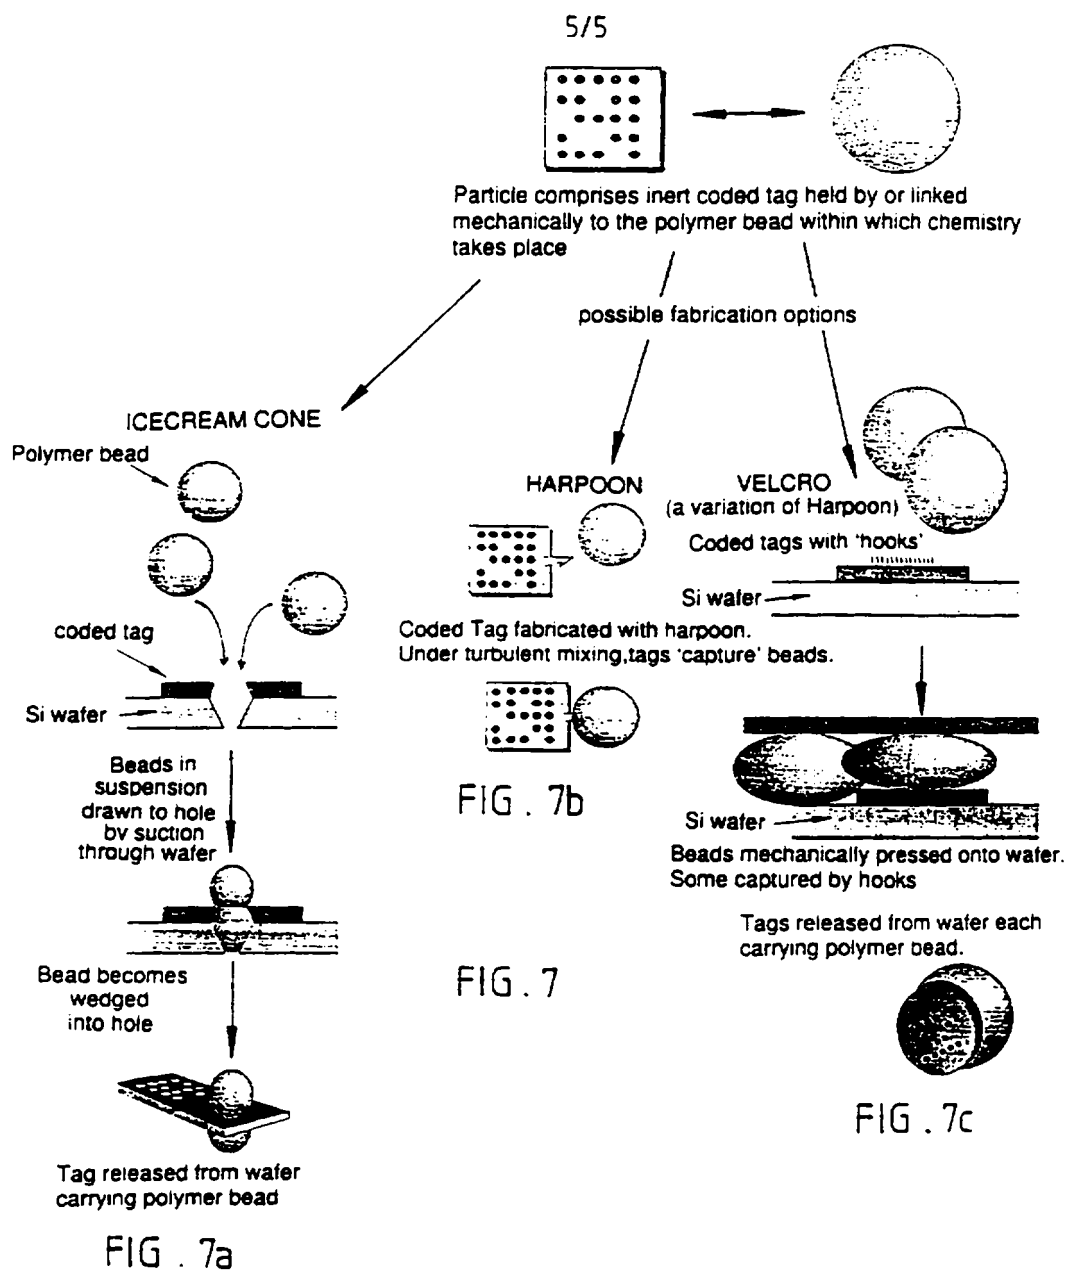 5/5
Particle comprises inert coded tag held by or linked
mechanically to the polymer bead within which chemistry
takes place
possible fabrication options
ICECREAM CONE
Polymer bead
coded tag
Si wafer
Beads in
suspension
drawn to hole
by suction
through wafer
Bead becomes
wedged
into hole
Tag released from wafer
carrying polymer bead
FIG . 7a
HARPOON
Coded Tag fabricated with harpoon.
Under turbulent mixing,tags 'capture' beads.
FIG . 7b
FIG . 7
VELCRO
(a variation of Harpoon)
Coded tags with 'hooks'
Si wafer
Si wafer
Beads mechanically pressed onto wafer.
Some captured by hooks
Tags released from wafer each
carrying polymer bead.
FIG . 7c